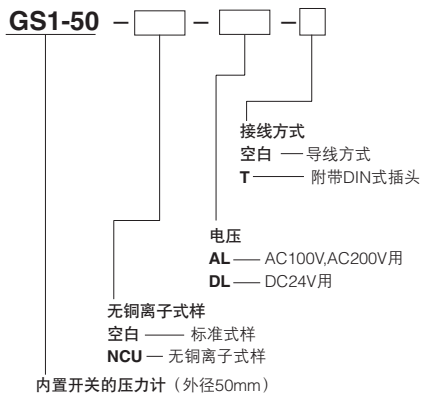 GS1-50 – – –
接线方式
空白 — 导线方式
T — 附带DIN式插头
电压
AL — AC100V,AC200V用
DL — DC24V用
无铜离子式样
空白 — 标准式样
NCU — 无铜离子式样
内置开关的压力计（外径50mm）